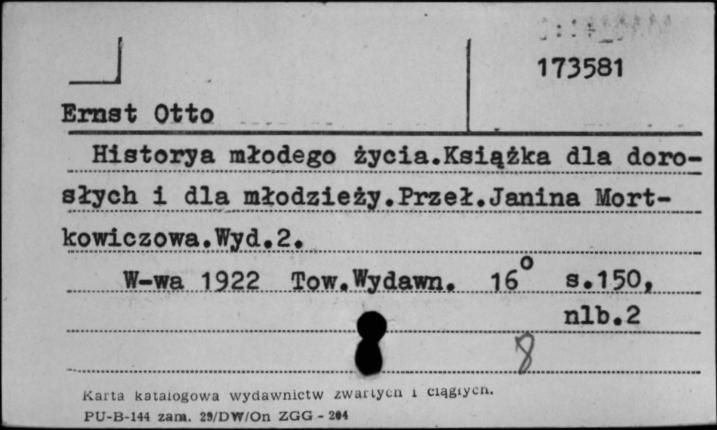 173581
Ernst Otto
Historya młodego życia.Książka dla doro-
słych i dla młodzieży.Przeł.Janina Mort-
kowiczowa.Wyd.2.
W-wa 1922 Tow.Wydawn. 16° s.150,
nlb.2
8
Karta katalogowa wydawnictw zwartych i ciągłych.
PU-B-144 zam. 29/DW/On ZGG - 204